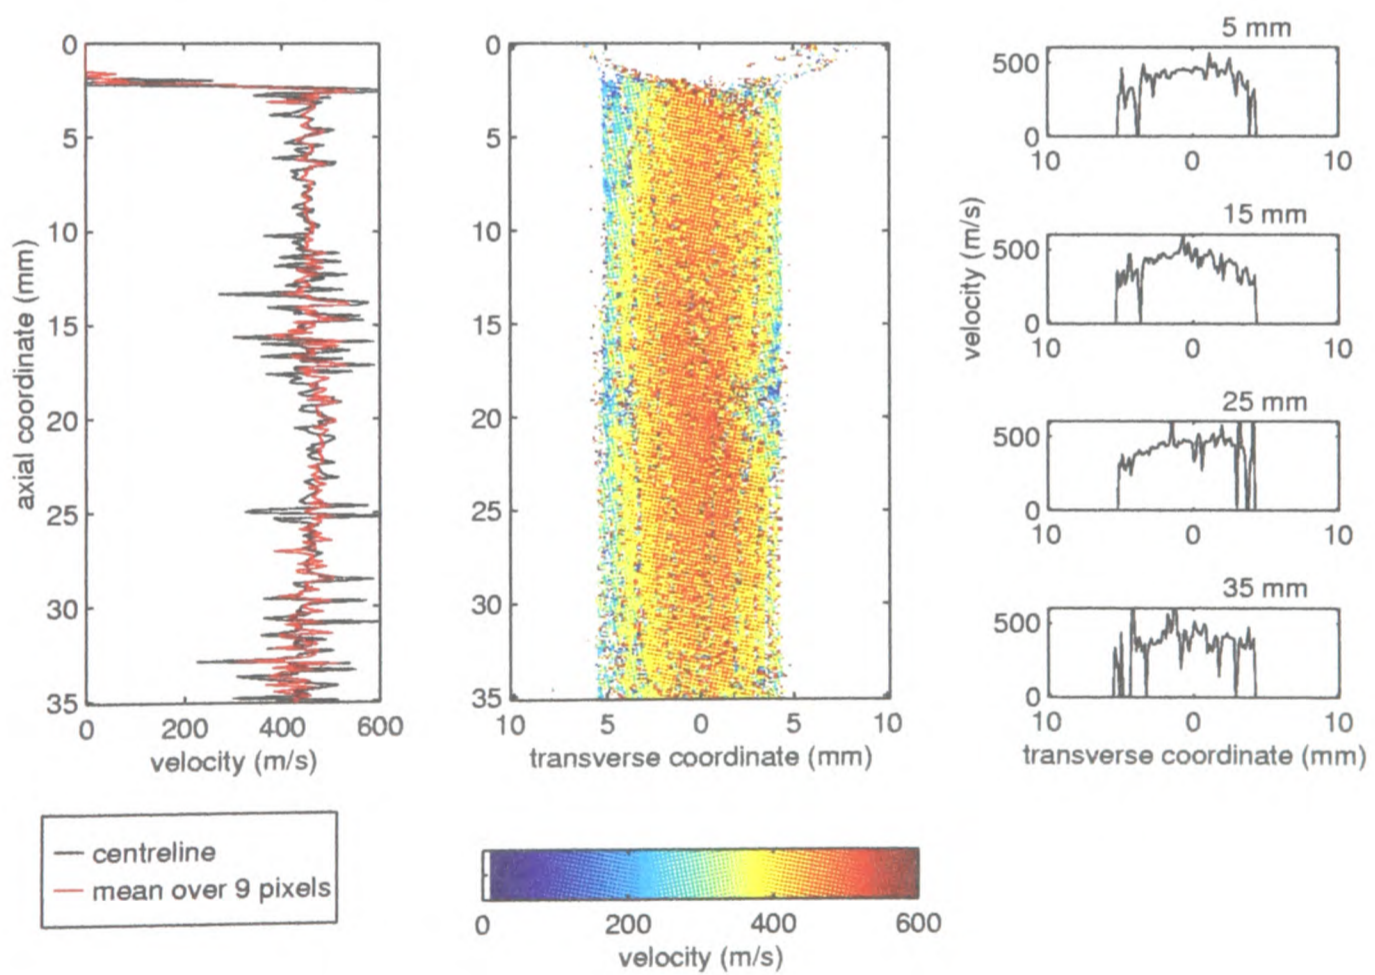 0
5
10
15
20
25
30
35
0 200 400 600
axial coordinate (mm)
velocity (m/s)
0
5
10
15
20
25
30
35
10 5 0 5 10
transverse coordinate (mm)
velocity (m/s)
5 mm
500
0
10 0 10
15 mm
500
0
10 0 10
25 mm
500
0
10 0 10
35 mm
500
0
10 0 10
transverse coordinate (mm)
centreline
mean over 9 pixels
0 200 400 600
velocity (m/s)